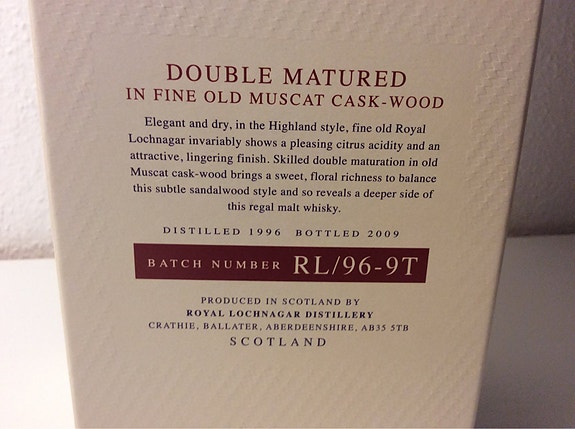 DOUBLE MATURED
IN FINE OLD MUSCAT CASK-WOOD
Elegant and dry, in the Highland style, fine old Royal
Lochnagar invariably shows a pleasing citrus acidity and an
attractive, lingering finish. Skilled double maturation in old
Muscat cask-wood brings a sweet, floral richness to balance
this subtle sandalwood style and so reveals a deeper side of
this regal malt whisky.
DISTILLED 1996 BOTTLED 2009
BATCH NUMBER RL/96-9T
PRODUCED IN SCOTLAND BY
ROYAL LOCHNAGAR DISTILLERY
CRATHIE, BALLATER, ABERDEENSHIRE, AB35 5TB
SCOTLAND